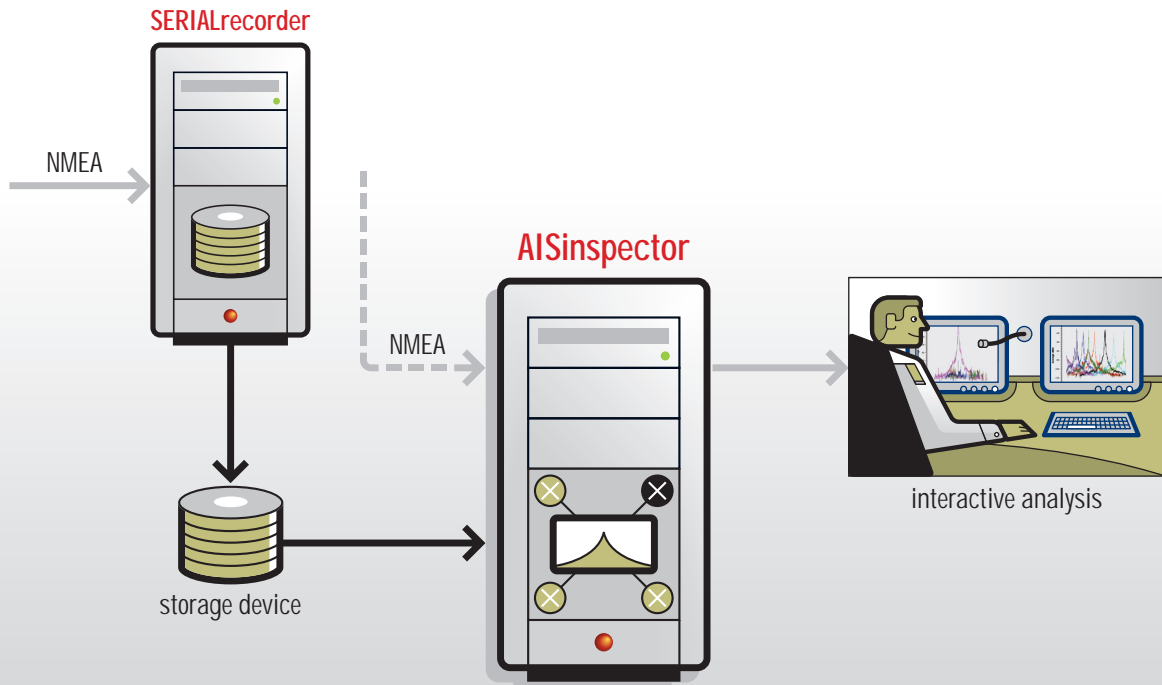 SERIALrecorder
NMEA
AISinspector
NMEA
interactive analysis
storage device